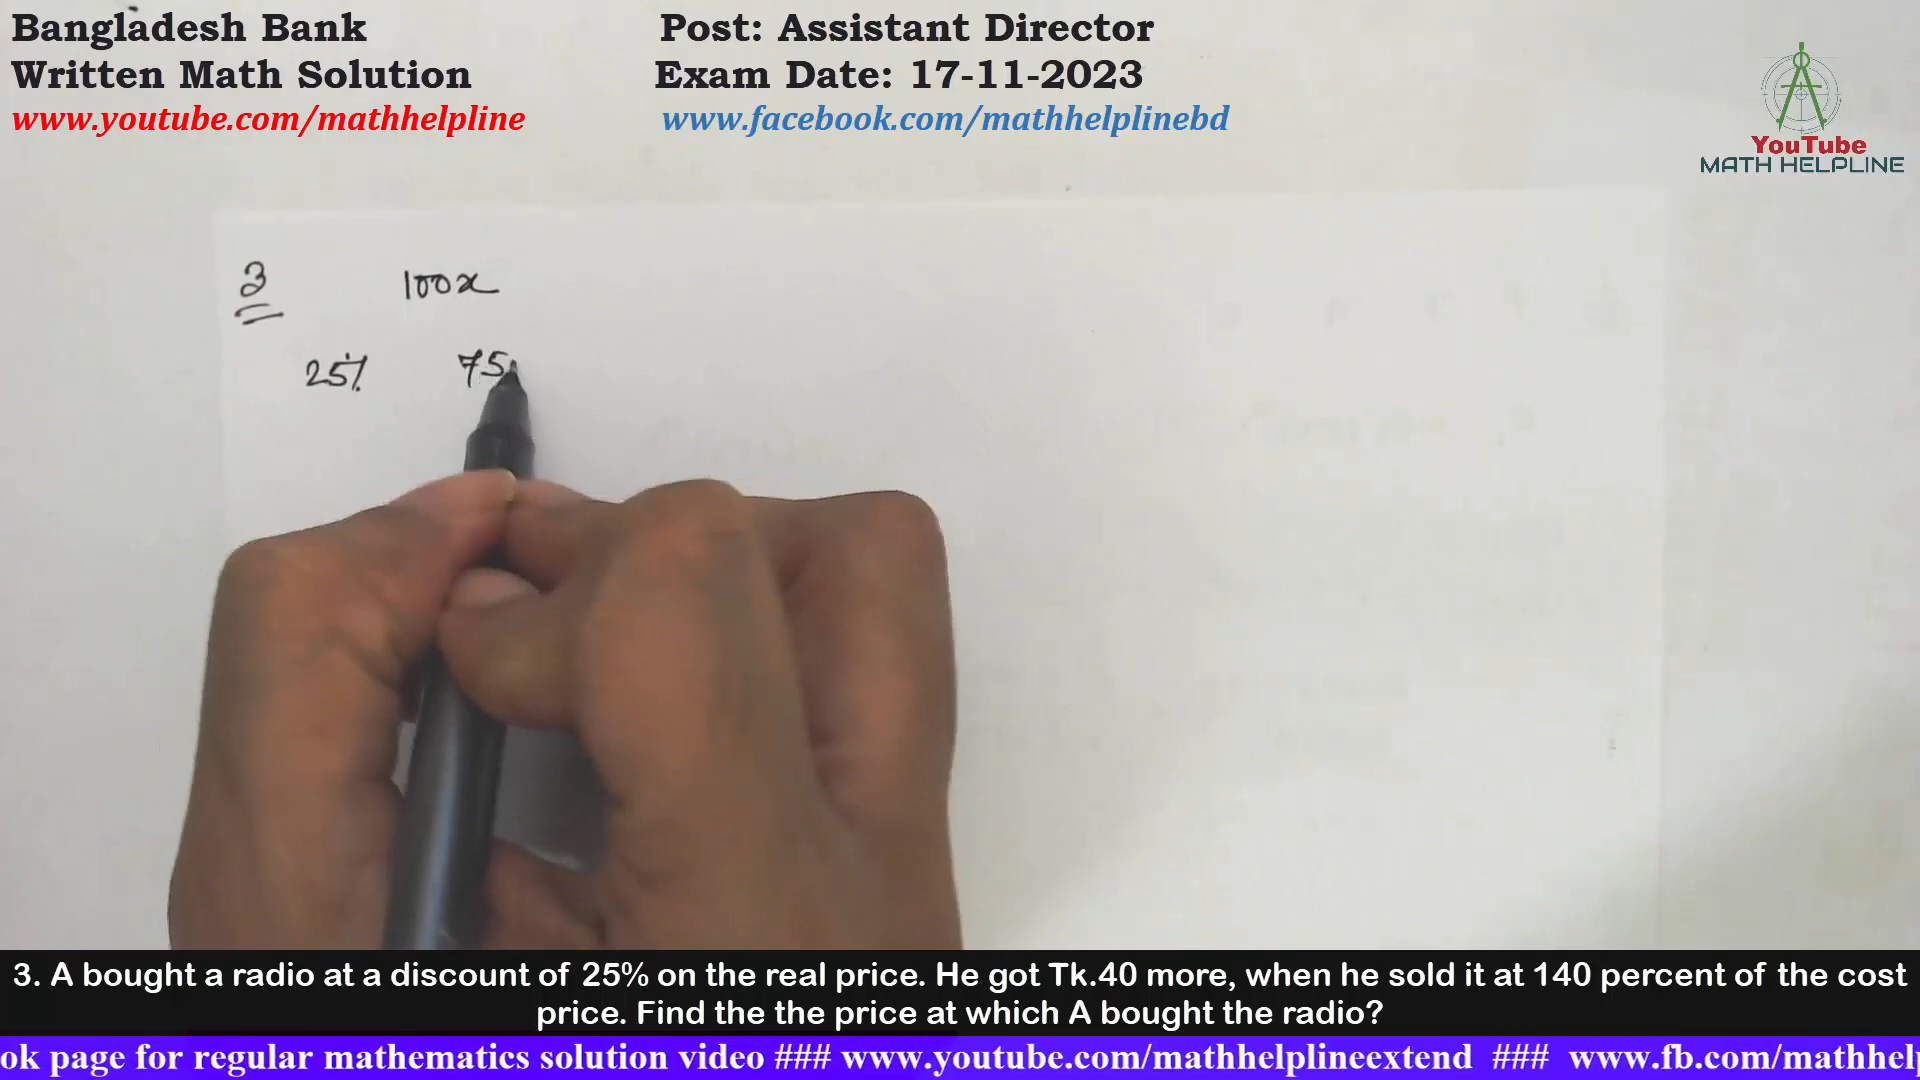 Bangladesh Bank
Written Math Solution
www.youtube.com/mathhelpline
Post: Assistant Director
Exam Date: 17-11-2023
www.facebook.com/mathhelplinebd
YouTube
MATH HELPLINE
3
100x
25% 75
3. A bought a radio at a discount of 25% on the real price. He got Tk.40 more, when he sold it at 140 percent of the cost
price. Find the the price at which A bought the radio?
ok page for regular mathematics solution video ### www.youtube.com/mathhelplineextend ### www.fb.com/mathhel